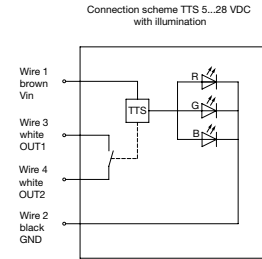 Connection scheme TTS 5...28 VDC
with illumination
Wire 1
brown
Vin
R
TTS
G
Wire 3
white
OUT1
B
Wire 4
white
OUT2
Wire 2
black
GND